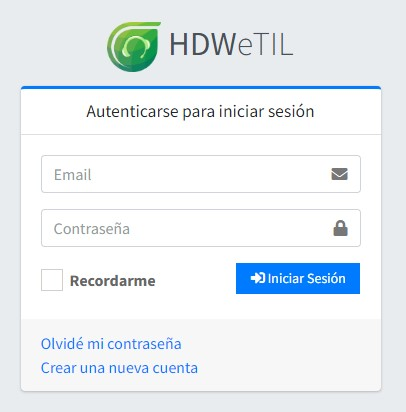 HDWeTIL
Autenticarse para iniciar sesión
Email
Contraseña
Recordarme
Iniciar Sesión
Olvidé mi contraseña
Crear una nueva cuenta